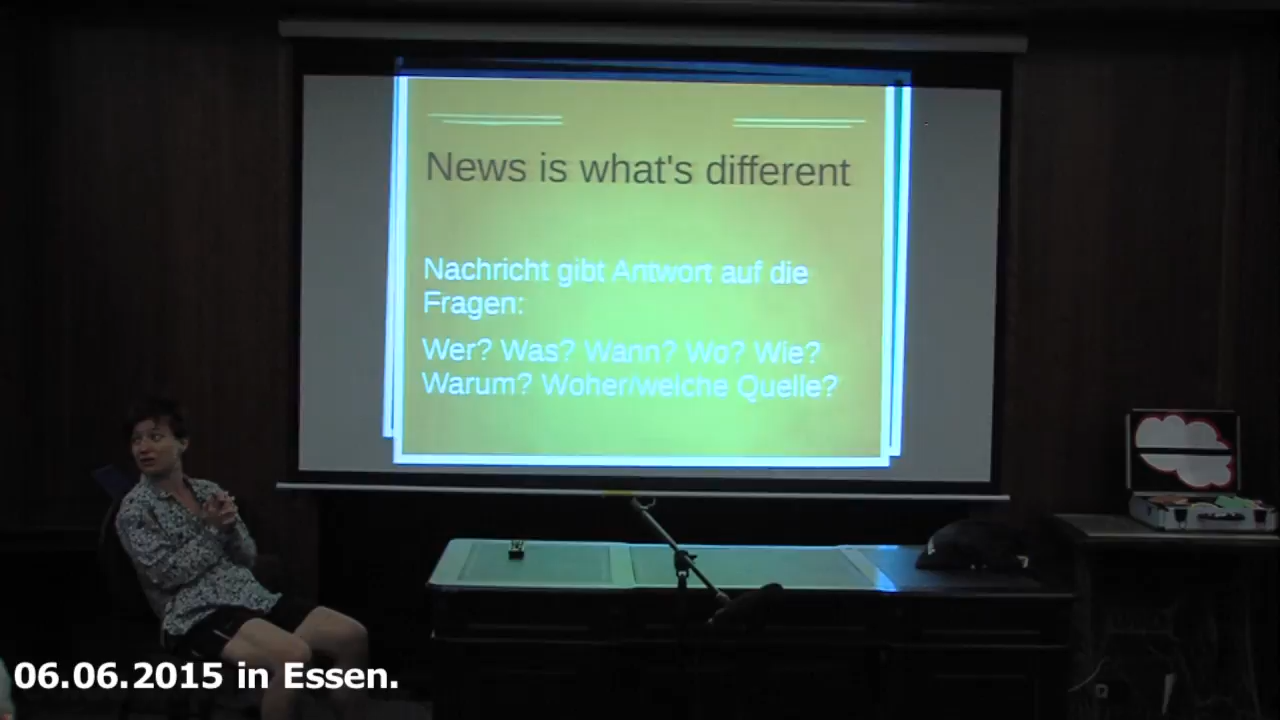 News is what's different
Nachricht gibt Antwort auf die
Fragen:
Wer? Was? Wann? Wo? Wie?
Warum? Woher/welche Quelle?
06.06.2015 in Essen.